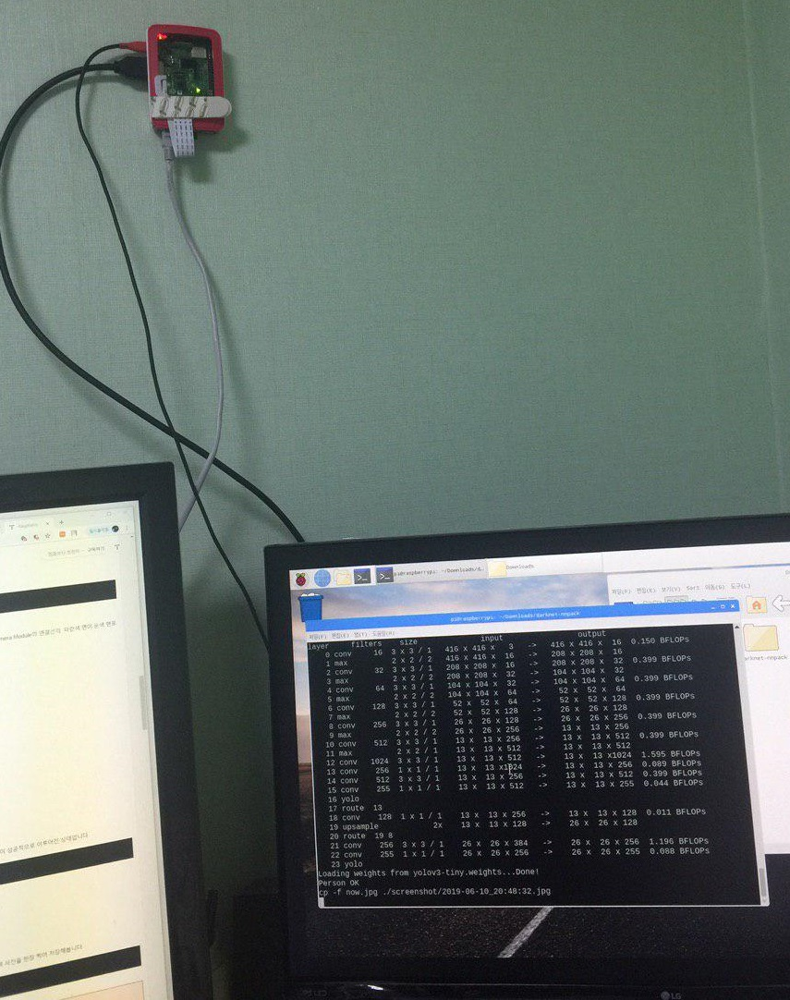 pi@raspberrypi: ~/Downloads/d...
Downloads
파일(F) 편집(E) 보기(V) Sort 이동(G) 도구(L)
pi@raspberrypi: ~/Downloads/darknet-nnpack
파일(F) 편집(E) 탭(T) 도움말(H)
layer filters size input output
0 conv 16 3 x 3 / 1 416 x 416 x 3 -> 416 x 416 x 16 0.150 BFLOPs
1 max 2 x 2 / 2 416 x 416 x 16 -> 208 x 208 x 16
2 conv 32 3 x 3 / 1 208 x 208 x 16 -> 208 x 208 x 32 0.399 BFLOPs
3 max 2 x 2 / 2 208 x 208 x 32 -> 104 x 104 x 32
4 conv 64 3 x 3 / 1 104 x 104 x 32 -> 104 x 104 x 64 0.399 BFLOPs
5 max 2 x 2 / 2 104 x 104 x 64 -> 52 x 52 x 64
6 conv 128 3 x 3 / 1 52 x 52 x 64 -> 52 x 52 x 128 0.399 BFLOPs
7 max 2 x 2 / 2 52 x 52 x 128 -> 26 x 26 x 128
8 conv 256 3 x 3 / 1 26 x 26 x 128 -> 26 x 26 x 256 0.399 BFLOPs
9 max 2 x 2 / 2 26 x 26 x 256 -> 13 x 13 x 256
10 conv 512 3 x 3 / 1 13 x 13 x 256 -> 13 x 13 x 512 0.399 BFLOPs
11 max 2 x 2 / 1 13 x 13 x 512 -> 13 x 13 x 512
12 conv 1024 3 x 3 / 1 13 x 13 x 512 -> 13 x 13 x1024 1.595 BFLOPs
13 conv 256 1 x 1 / 1 13 x 13 x1024 -> 13 x 13 x 256 0.089 BFLOPs
14 conv 512 3 x 3 / 1 13 x 13 x 256 -> 13 x 13 x 512 0.399 BFLOPs
15 conv 255 1 x 1 / 1 13 x 13 x 512 -> 13 x 13 x 255 0.044 BFLOPs
16 yolo
17 route 13
18 conv 128 1 x 1 / 1 13 x 13 x 256 -> 13 x 13 x 128 0.011 BFLOPs
19 upsample 2x 13 x 13 x 128 -> 26 x 26 x 128
20 route 19 8
21 conv 256 3 x 3 / 1 26 x 26 x 384 -> 26 x 26 x 256 1.196 BFLOPs
22 conv 255 1 x 1 / 1 26 x 26 x 256 -> 26 x 26 x 255 0.088 BFLOPs
23 yolo
Loading weights from yolov3-tiny.weights...Done!
Person OK
cp -f now.jpg ./screenshot/2019-06-10_20:48:32.jpg
LG